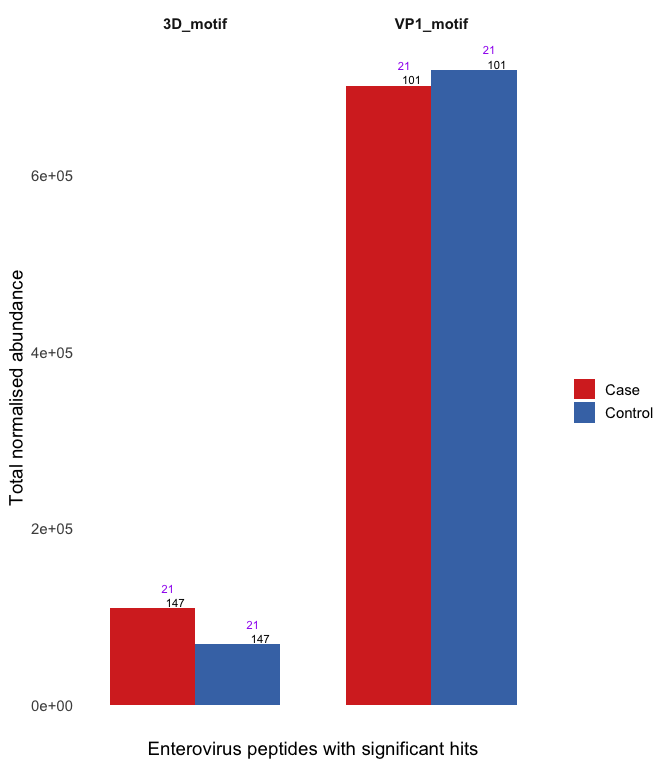 3D_motif
VP1_motif
21
101
21
101
6e+05
4e+05
2e+05
0e+00
21
147
21
147
Total normalised abundance
Enterovirus peptides with significant hits
Case
Control